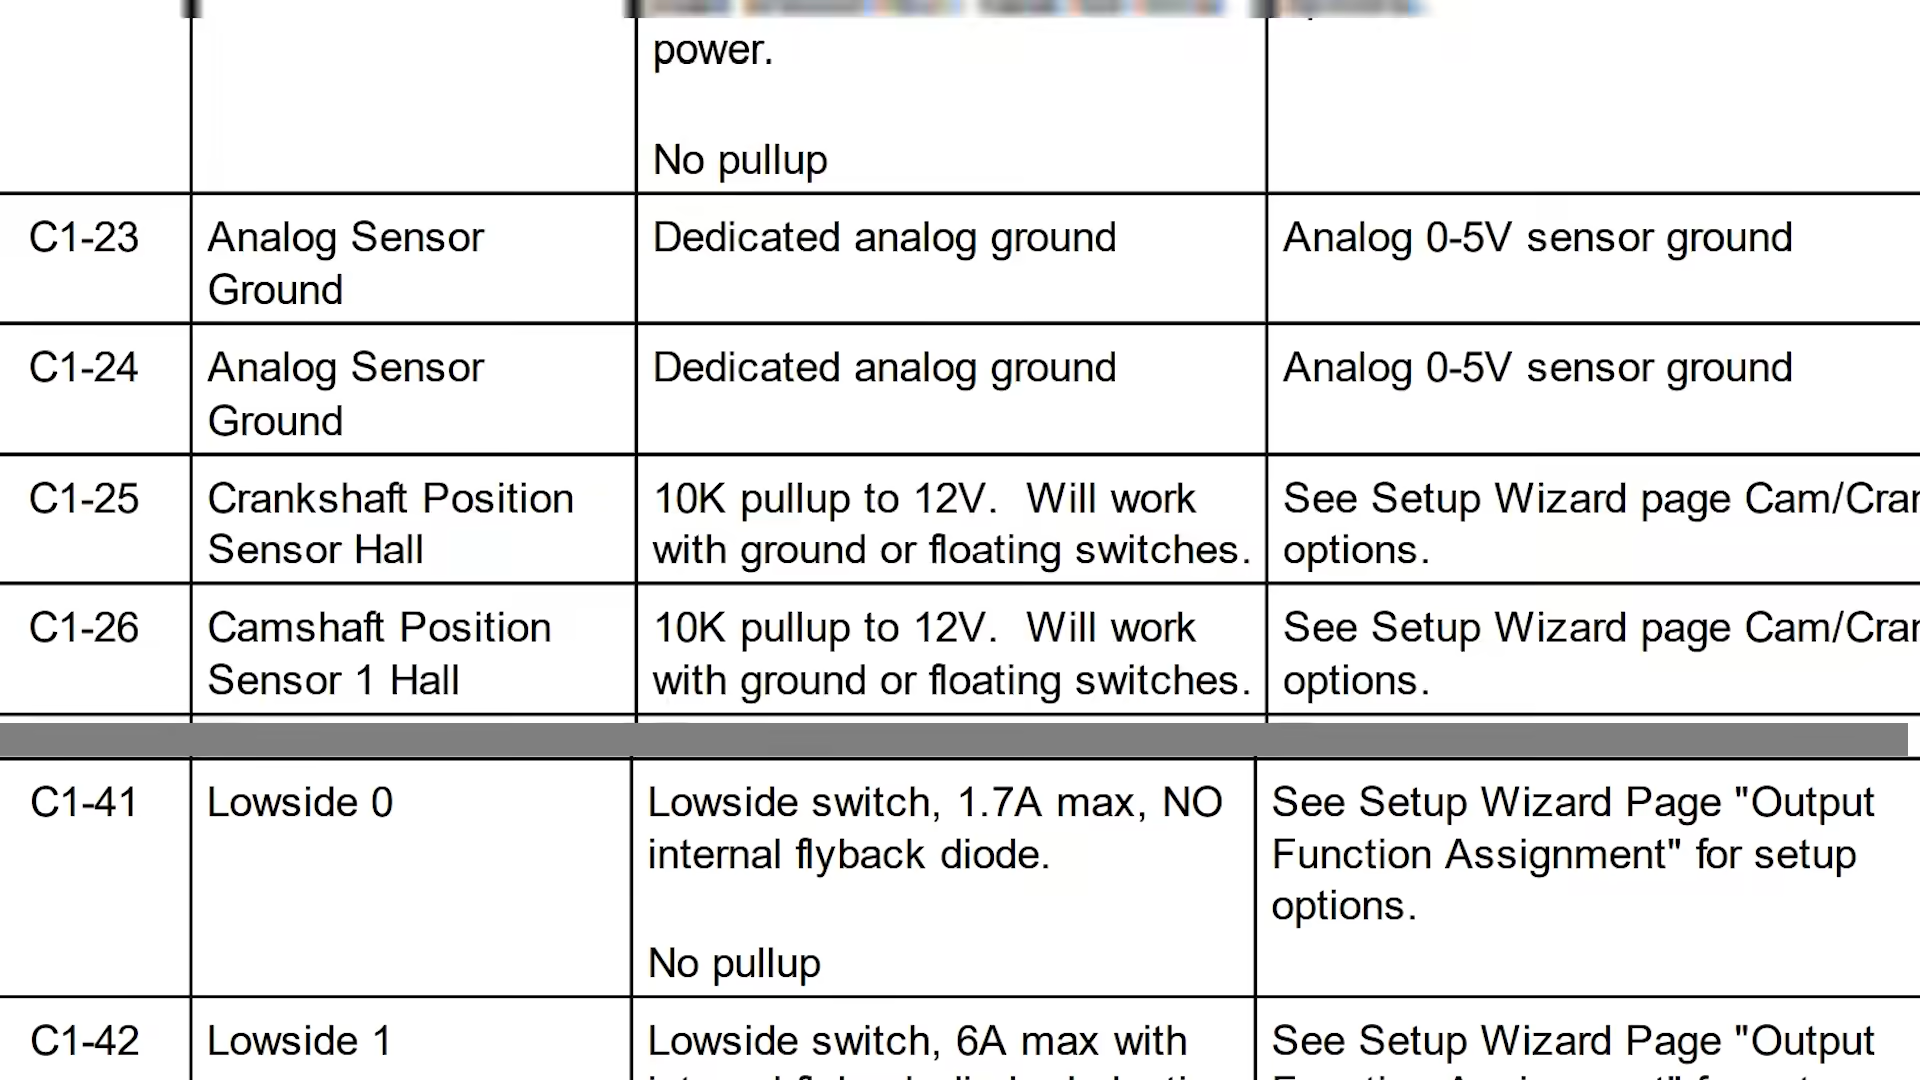 power.
No pullup
C1-23
Analog Sensor
Ground
Dedicated analog ground
Analog 0-5V sensor ground
C1-24
Analog Sensor
Ground
Dedicated analog ground
Analog 0-5V sensor ground
C1-25
Crankshaft Position
Sensor Hall
10K pullup to 12V.  Will work
with ground or floating switches.
See Setup Wizard page Cam/Cran
options.
C1-26
Camshaft Position
Sensor 1 Hall
10K pullup to 12V.  Will work
with ground or floating switches.
See Setup Wizard page Cam/Cran
options.
C1-41
Lowside 0
Lowside switch, 1.7A max, NO
internal flyback diode.
No pullup
See Setup Wizard Page "Output
Function Assignment" for setup
options.
C1-42
Lowside 1
Lowside switch, 6A max with
See Setup Wizard Page "Output